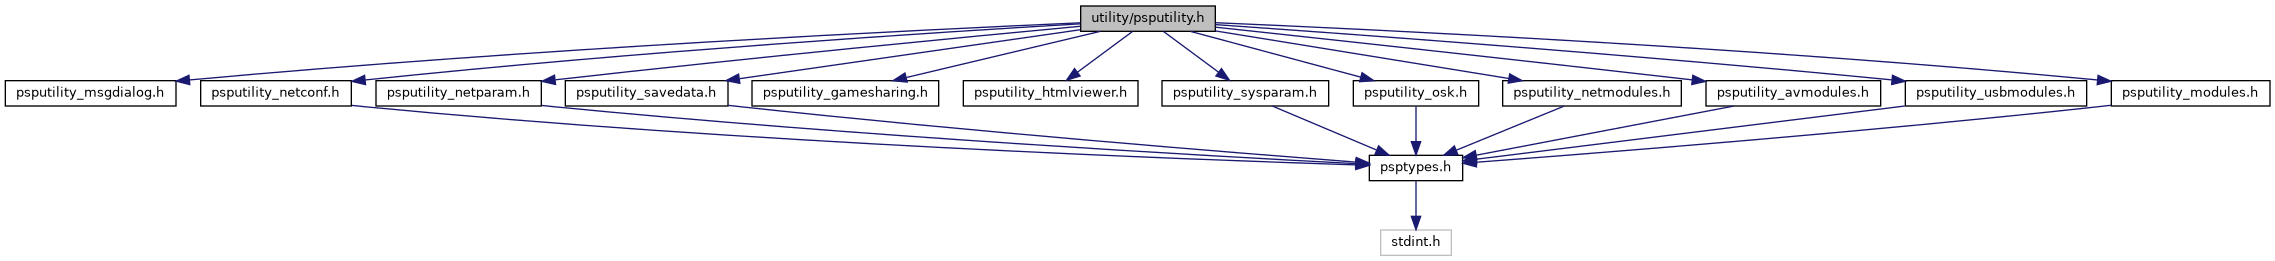 utility/psputility.h
psputility_msgdialog.h
psputility_netconf.h
psputility_netparam.h
psputility_savedata.h
psputility_gamesharing.h
psputility_htmlviewer.h
psputility_sysparam.h
psputility_osk.h
psputility_netmodules.h
psputility_avmodules.h
psputility_usbmodules.h
psputility_modules.h
psptypes.h
stdint.h